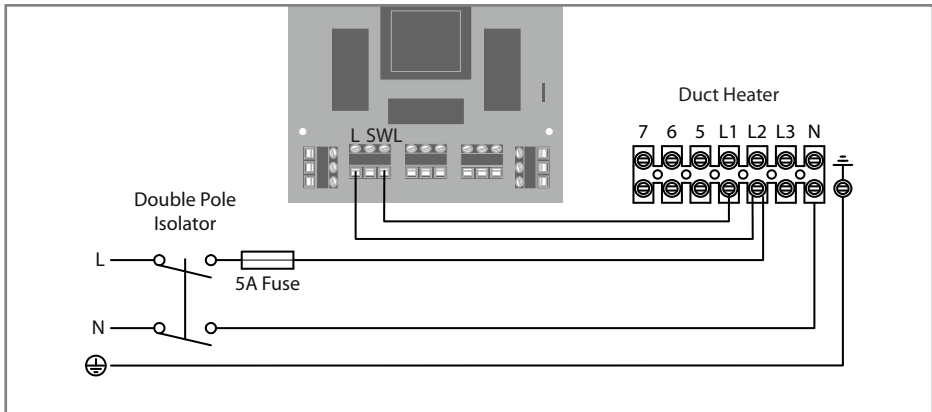 Duct Heater
7 6 5 L1 L2 L3 N
L SWL
Double Pole
Isolator
L
5A Fuse
N